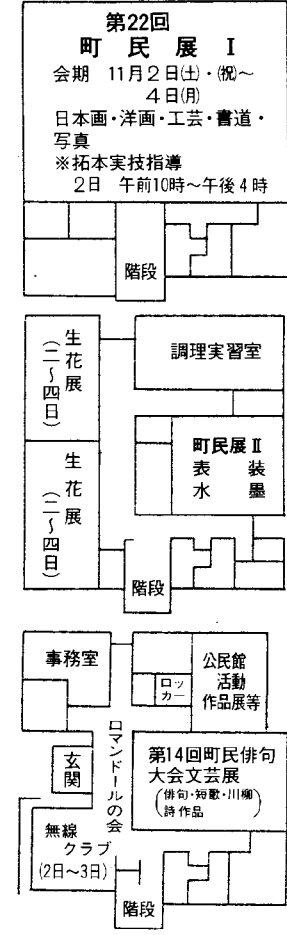 第22回
町民展Ⅰ
会期 11月2日㈯・㈷〜
4日㈪
日本画・洋画・工芸・書道・
写真
※拓本実技指導
2日 午前10時〜午後4時
階段
生花展
(二〜四日)
調理実習室
生花展
(二〜四日)
町民展Ⅱ
表装
水墨
階段
事務室
ロッカー
公民館
活動
作品展等
玄関
ロマンドールの会
第14回町民俳句
大会文芸展
(俳句・短歌・川柳
詩作品)
無線
クラブ
(2日〜3日)
階段